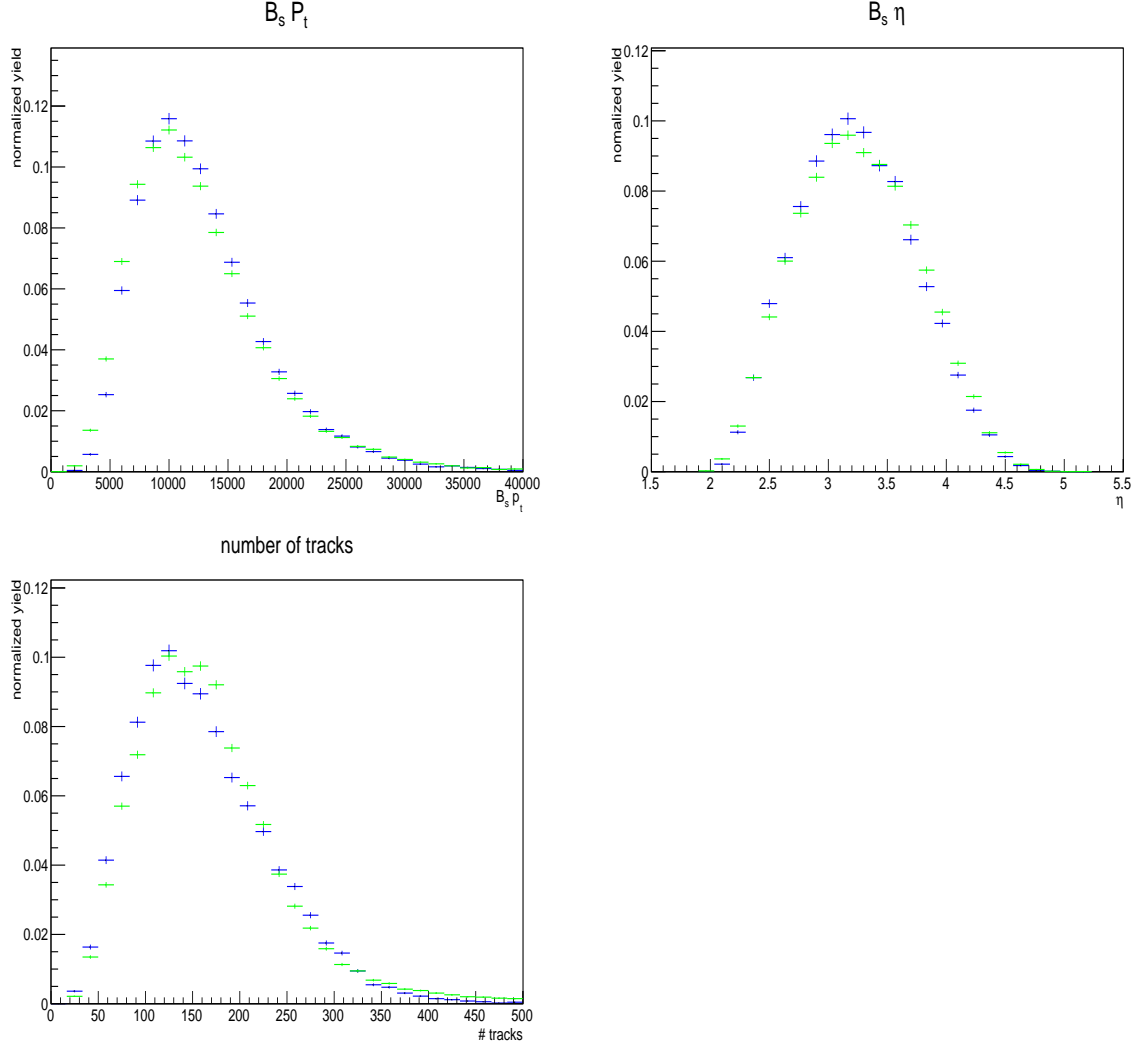 B_s P_t
normalized yield
0.12
0.1
0.08
0.06
0.04
0.02
0
0 5000 10000 15000 20000 25000 30000 35000 40000
B_s p_t
B_s η
nomalized yield
0.12
0.1
0.08
0.06
0.04
0.02
0
1.5 2 2.5 3 3.5 4 4.5 5 5.5
η
number of tracks
normalized yield
0.12
0.1
0.08
0.06
0.04
0.02
0
0 50 100 150 200 250 300 350 400 450 500
# tracks